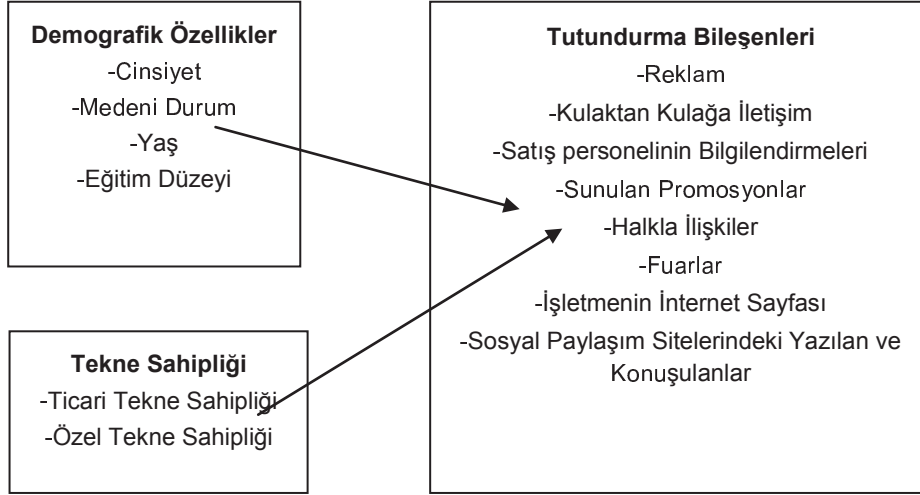 Demografik Özellikler
-Cinsiyet
-Medeni Durum
-Yaş
-Eğitim Düzeyi
Tekne Sahipliği
-Ticari Tekne Sahipliği
-Özel Tekne Sahipliği
Tutundurma Bileşenleri
-Reklam
-Kulaktan Kulağa İletişim
-Satış personelinin Bilgilendirmeleri
-Sunulan Promosyonlar
-Halkla İlişkiler
-Fuarlar
-İşletmenin İnternet Sayfası
-Sosyal Paylaşım Sitelerindeki Yazılan ve
Konuşulanlar